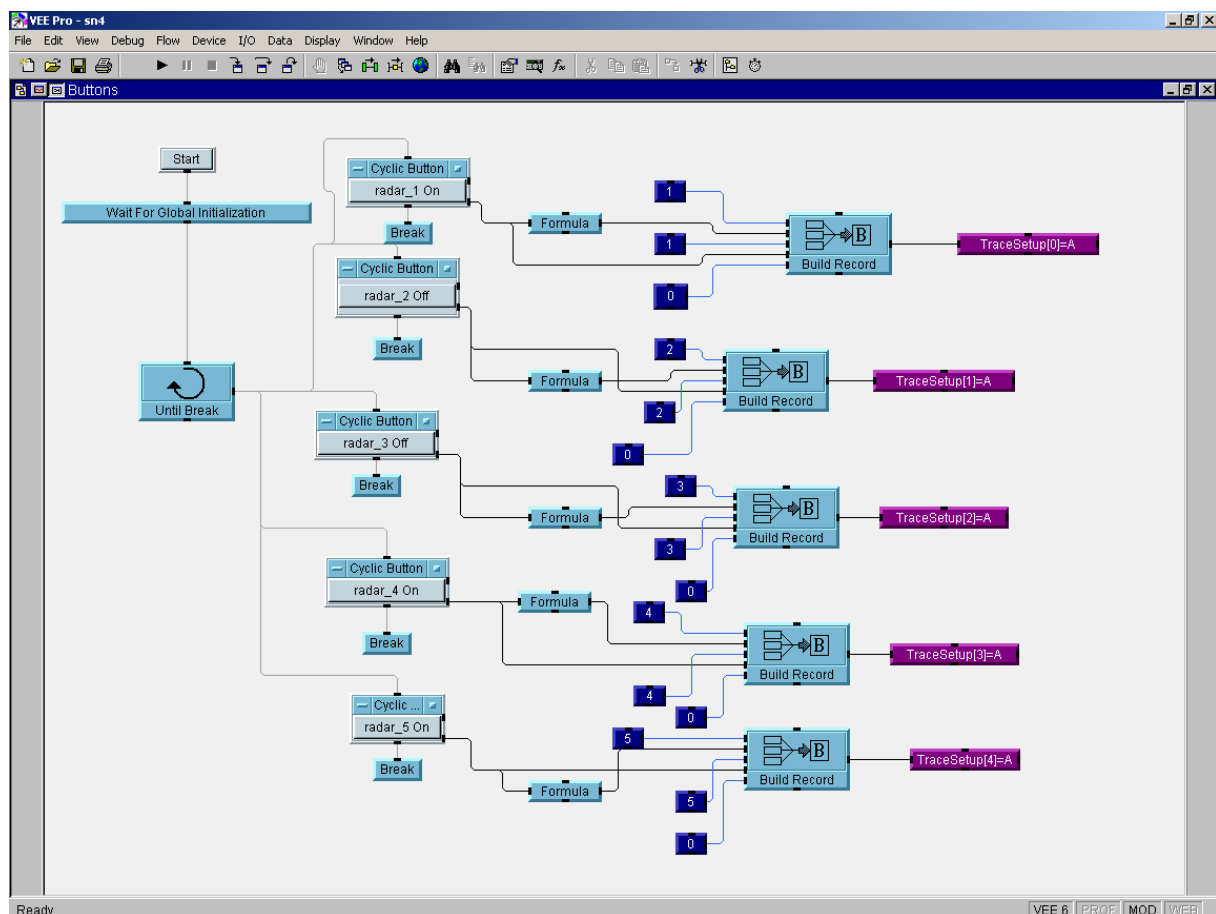 VEE Pro - sn4
File Edit View Debug Flow Device I/O Data Display Window Help
Buttons
Start
Wait For Global Initialization
Until Break
Cyclic Button
radar_1 On
Break
Formula
1
1
0
B
Build Record
TraceSetup[0]=A
Cyclic Button
radar_2 Off
Break
Formula
2
2
0
B
Build Record
TraceSetup[1]=A
Cyclic Button
radar_3 Off
Break
Formula
3
3
0
B
Build Record
TraceSetup[2]=A
Cyclic Button
radar_4 On
Break
Formula
4
4
0
B
Build Record
TraceSetup[3]=A
Cyclic ...
radar_5 On
Break
Formula
5
5
0
B
Build Record
TraceSetup[4]=A
Ready
VEE 6 PROF MOD WEB